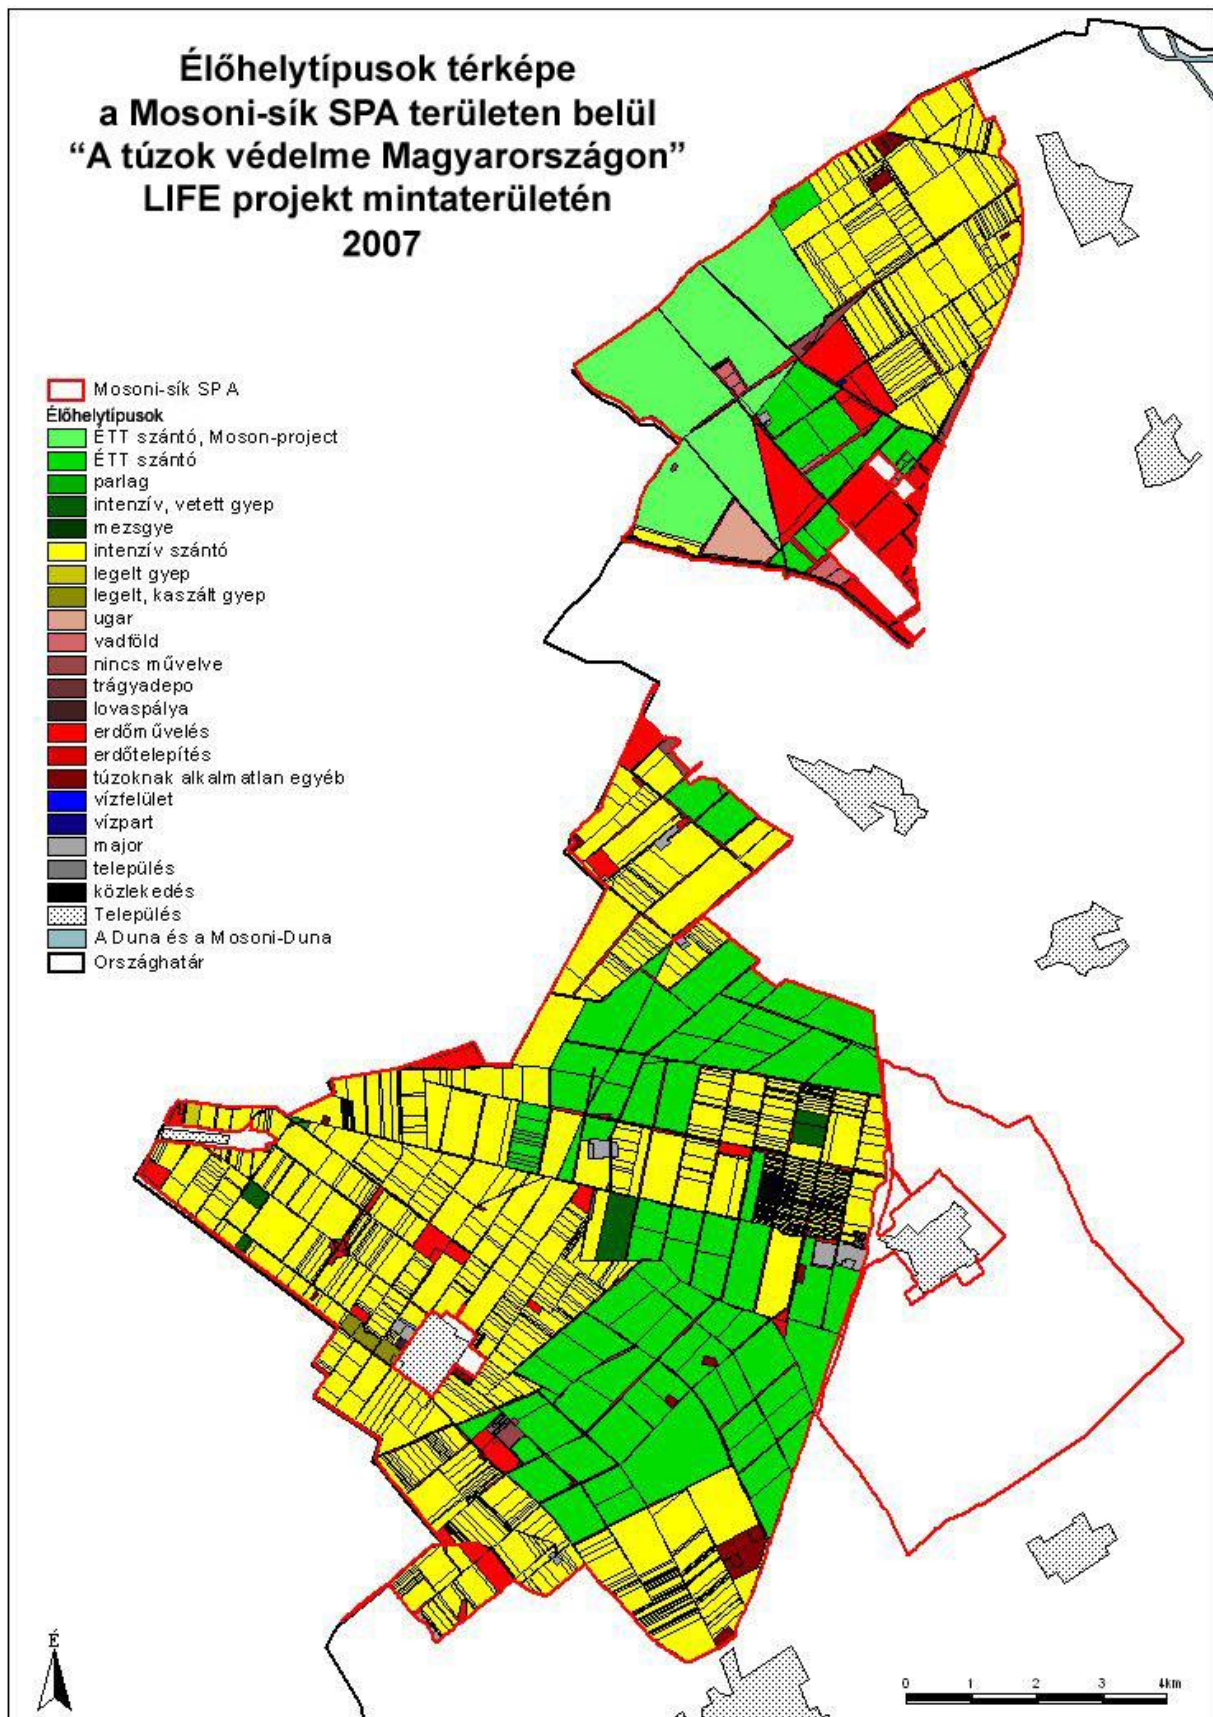 Élőhelytípusok térképe
a Mosoni-sík SPA területen belül
“A túzok védelme Magyarországon”
LIFE projekt mintaterületén
2007
Mosoni-sík SPA
Élőhelytípusok
ÉTT szántó, Moson-project
ÉTT szántó
parlag
intenzív, vetett gyep
mezsgye
intenzív szántó
legelt gyep
legelt, kaszált gyep
ugar
vadföld
nincs művelve
trágyadepo
lovaspálya
erdőművelés
erdőtelepítés
túzoknak alkalmatlan egyéb
vízfelület
vízpart
major
település
közlekedés
Település
A Duna és a Mosoni-Duna
Országhatár
É
0 1 2 3 4km